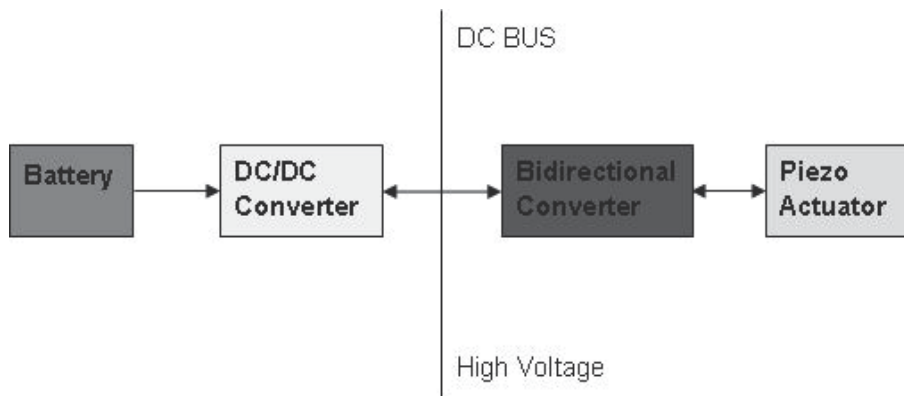 DC BUS
Battery
DC/DC
Converter
Bidirectional
Converter
Piezo
Actuator
High Voltage